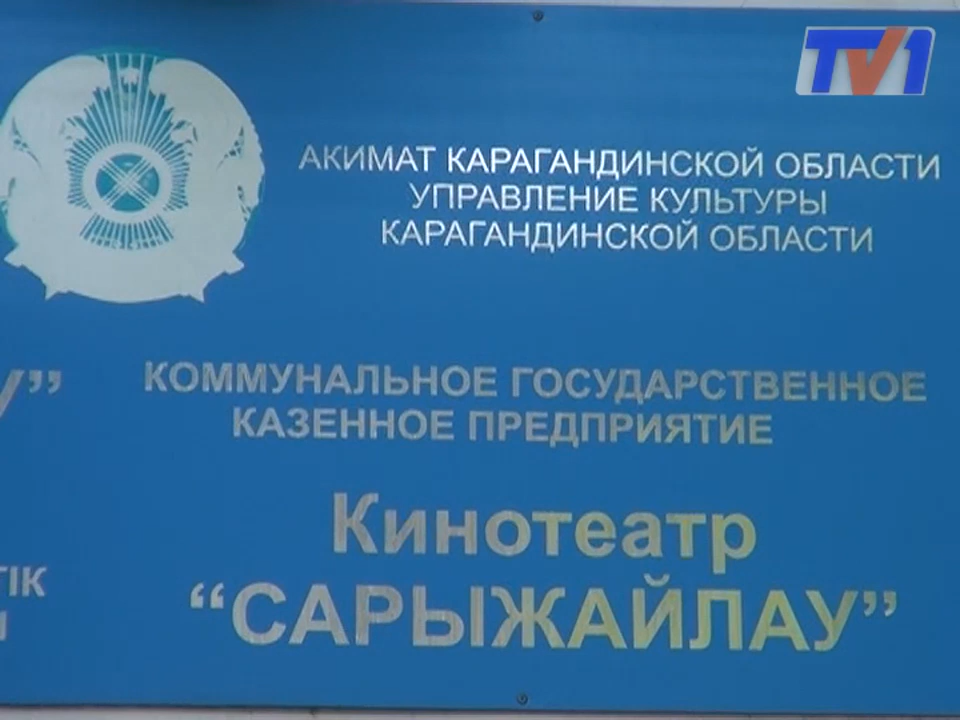 TV1
АКИМАТ КАРАГАНДИНСКОЙ ОБЛАСТИ
УПРАВЛЕНИЕ КУЛЬТУРЫ
КАРАГАНДИНСКОЙ ОБЛАСТИ
КОММУНАЛЬНОЕ ГОСУДАРСТВЕННОЕ
КАЗЕННОЕ ПРЕДПРИЯТИЕ
Кинотеатр
“САРЫЖАЙЛАУ”